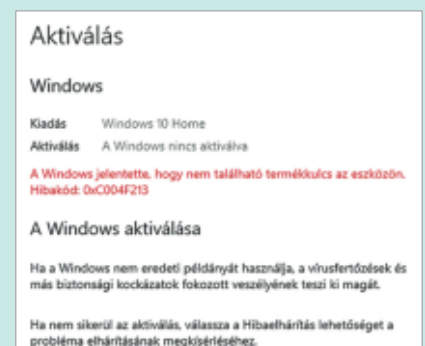 Aktiválás
Windows
Kiadás Windows 10 Home
Aktiválás A Windows nincs aktiválva
A Windows jelentette, hogy nem található termékkulcs az eszközön.
Hibakód: 0xC004F213
A Windows aktiválása
Ha a Windows nem eredeti példányát használja, a vírusfertőzések és
más biztonsági kockázatok fokozott veszélyének teszi ki magát.
Ha nem sikerül az aktiválás, válassza a Hibaelhárítás lehetőséget a
probléma elhárításának megkísérléséhez.